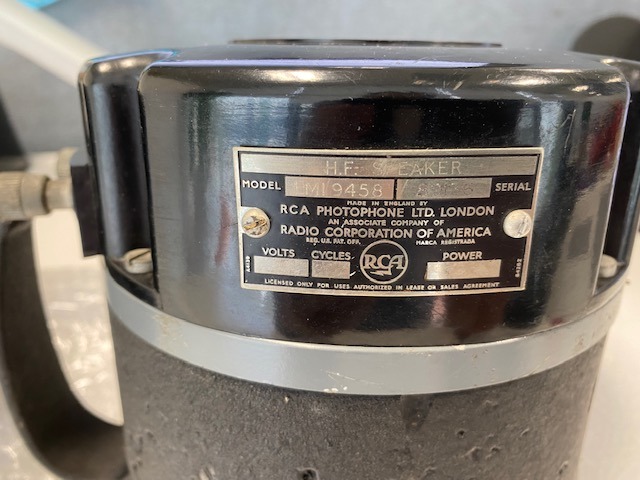 H.F. SPEAKER
MODEL MI 9458 SERIAL
MADE IN ENGLAND BY
RCA PHOTOPHONE LTD. LONDON
AN ASSOCIATE COMPANY OF
RADIO CORPORATION OF AMERICA
REG. U.S. PAT. OFF. MARCA REGISTRADA
VOLTS CYCLES RCA POWER
LICENSED ONLY FOR USES AUTHORIZED IN LEASE OR SALES AGREEMENT